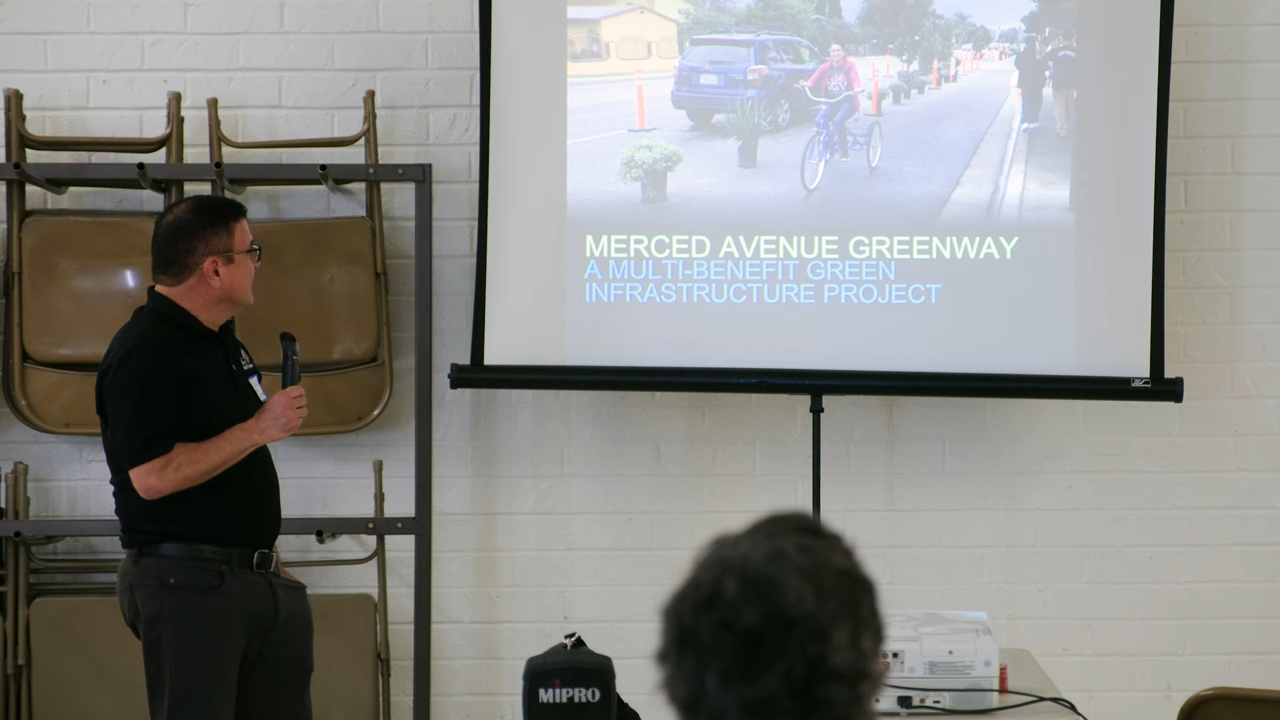 MERCED AVENUE GREENWAY
A MULTI-BENEFIT GREEN
INFRASTRUCTURE PROJECT
MIPRO